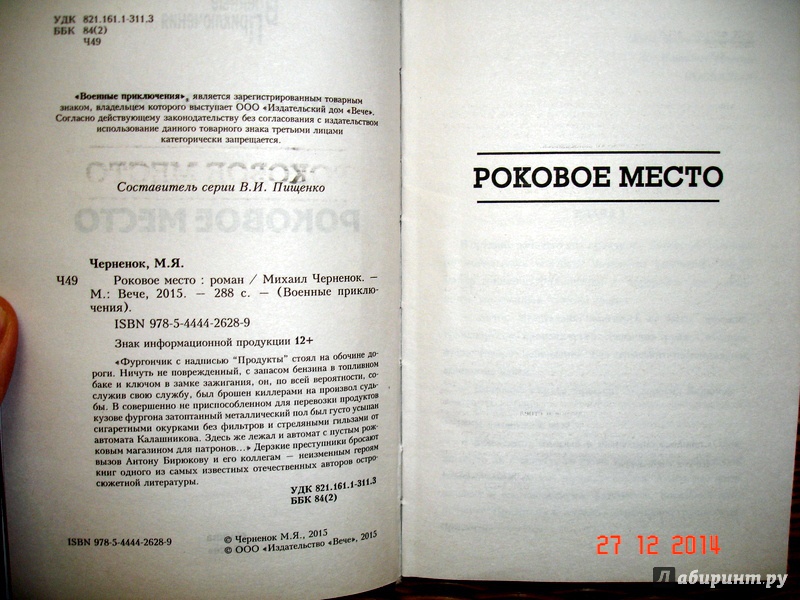 УДК 821.161.1-311.3
ББК 84(2)
Ч49
«Военные приключения», является зарегистрированным товарным
знаком, владельцем которого выступает ООО «Издательский дом «Вече».
Согласно действующему законодательству без согласования с издательством
использование данного товарного знака третьими лицами
категорически запрещается.
Составитель серии В.И. Пищенко
Черненок, М.Я.
Ч49 Роковое место : роман / Михаил Черненок. —
М.: Вече, 2015. — 288 с. — (Военные приклю-
чения).
ISBN 978-5-4444-2628-9
Знак информационной продукции 12+
«Фургончик с надписью "Продукты" стоял на обочине до-
роги. Ничуть не поврежденный, с запасом бензина в топливном
баке и ключом в замке зажигания, он, по всей вероятности, со-
служив свою службу, был брошен киллерами на произвол судь-
бы. В совершенно не приспособленном для перевозки продуктов
кузове фургона затоптанный металлический пол был густо усыпан
сигаретными окурками без фильтров и стреляными гильзами от
автомата Калашникова. Здесь же лежал и автомат с пустым рож-
ковым магазином для патронов...» Дерзкие преступники бросают
вызов Антону Бирюкову и его коллегам — неизменным героям
книг одного из самых известных отечественных авторов остро-
сюжетной литературы.
УДК 821.161.1-311.3
ББК 84(2)
ISBN 978-5-4444-2628-9
© Черненок М.Я., 2015
© ООО «Издательство «Вече», 2015
РОКОВОЕ МЕСТО
27 12 2014
Лабиринт.ру